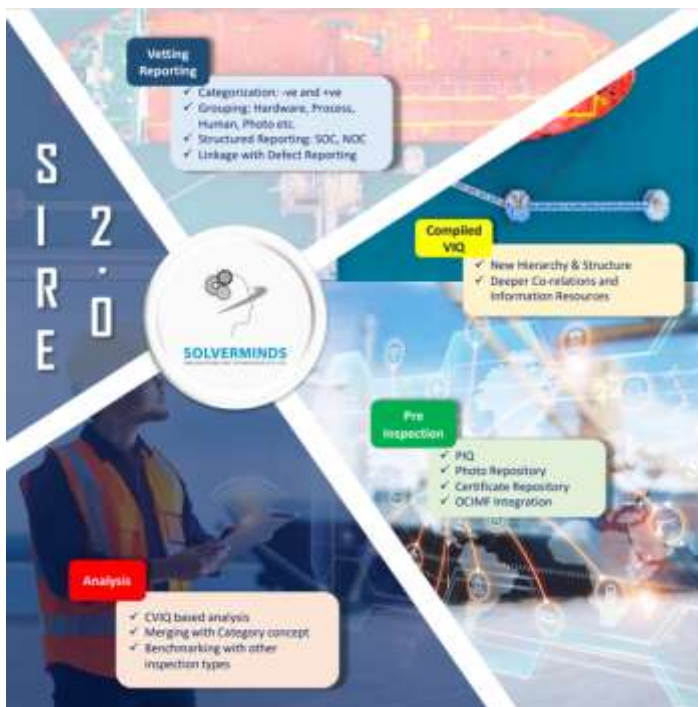 SIRE
2.0
Vetting
Reporting
✓ Categorization: -ve and +ve
✓ Grouping: Hardware, Process,
Human, Photo etc.
✓ Structured Reporting: SOC, NOC
✓ Linkage with Defect Reporting
Compiled
VIQ
✓ New Hierarchy & Structure
✓ Deeper Co-relations and
Information Resources
SOLVERMINDS
Pre
Inspection
✓ PIQ
✓ Photo Repository
✓ Certificate Repository
✓ OCIMF Integration
Analysis
✓ CVIQ based analysis
✓ Merging with Category concept
✓ Benchmarking with other
inspection types